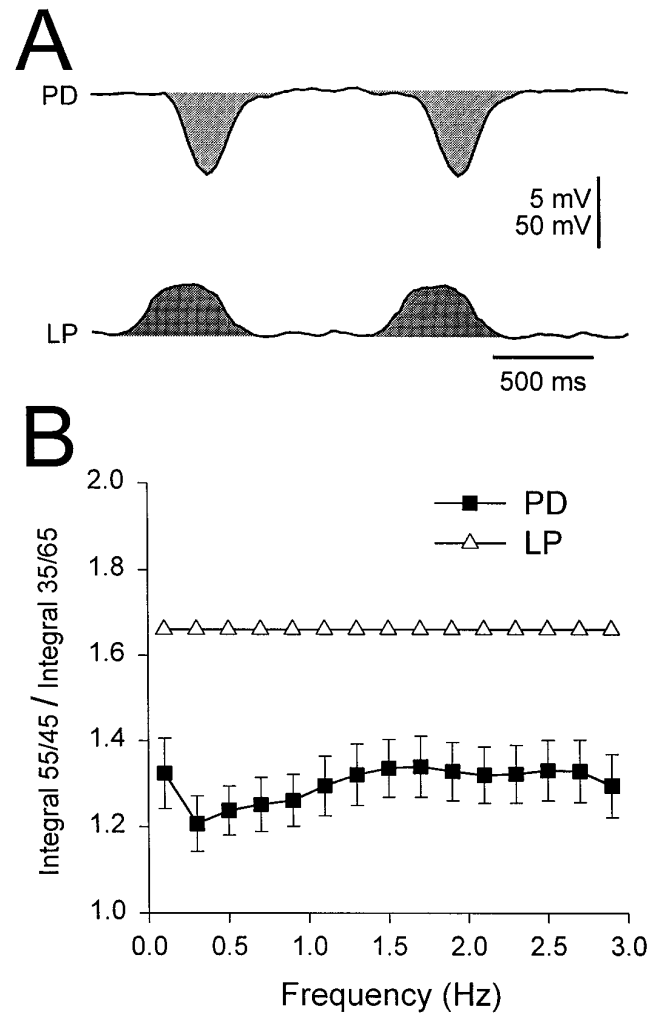 A
PD
5 mV
50 mV
LP
500 ms
B
2.0
1.8
1.6
1.4
1.2
1.0
Integral 55/45 / Integral 35/65
PD
LP
0.0 0.5 1.0 1.5 2.0 2.5 3.0
Frequency (Hz)